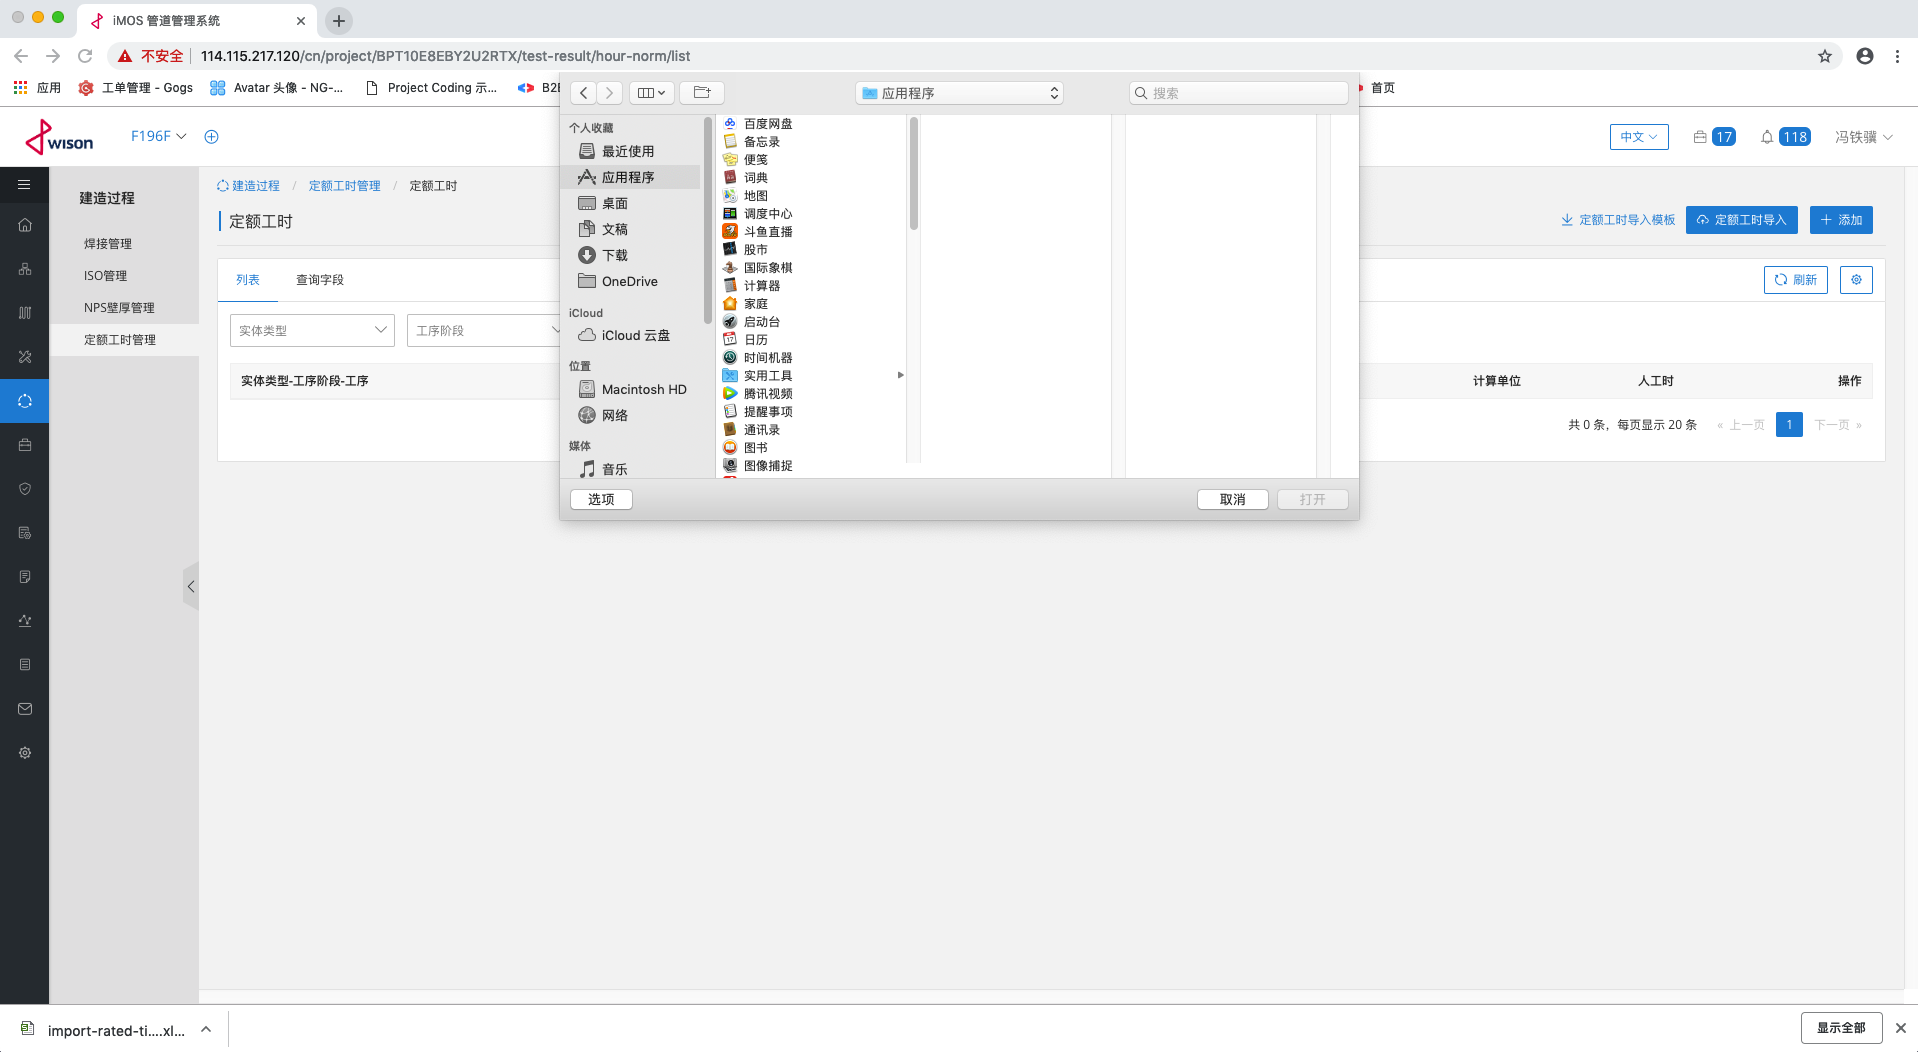 iMOS 管道管理系统
不安全 114.115.217.120/cn/project/BPT10E8EBY2U2RTX/test-result/hour-norm/list
应用 工单管理 - Gogs Avatar 头像 - NG-... Project Coding 示... B2 首页
应用程序 搜索
WISON F196F 中文 17 118 冯铁骥
建造过程
焊接管理
ISO管理
NPS壁厚管理
定额工时管理
建造过程 / 定额工时管理 / 定额工时
定额工时
定额工时导入模板 定额工时导入 添加
列表 查询字段 刷新
实体类型 工序阶段
实体类型-工序阶段-工序 计算单位 人工时 操作
共 0 条，每页显示 20 条 « 上一页 1 下一页 »
个人收藏
最近使用
应用程序
桌面
文稿
下载
OneDrive
iCloud
iCloud 云盘
位置
Macintosh HD
网络
媒体
音乐
百度网盘
备忘录
便笺
词典
地图
调度中心
斗鱼直播
股市
国际象棋
计算器
家庭
启动台
日历
时间机器
实用工具
腾讯视频
提醒事项
通讯录
图书
图像捕捉
选项 取消 打开
import-rated-ti....xl... 显示全部